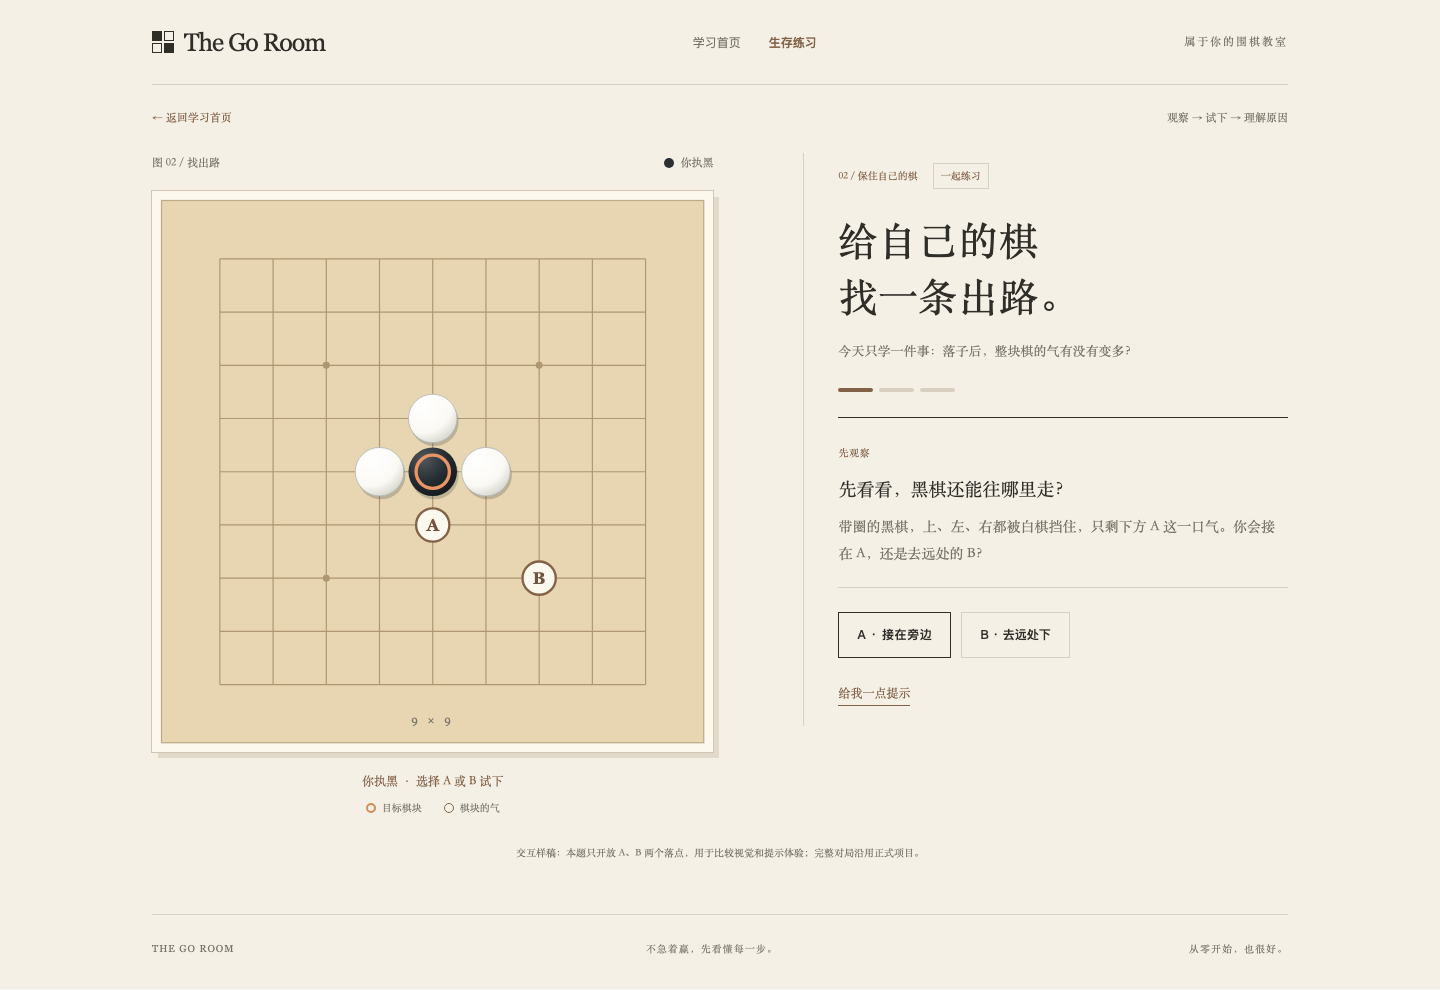 The Go Room
学习首页
生存练习
属于你的围棋教室
← 返回学习首页
观察 → 试下 → 理解原因
图 02 / 找出路
你执黑
A
B
9 × 9
你执黑 · 选择 A 或 B 试下
目标棋块
棋块的气
02 / 保住自己的棋
一起练习
给自己的棋
找一条出路。
今天只学一件事：落子后，整块棋的气有没有变多？
先观察
先看看，黑棋还能往哪里走？
带圈的黑棋，上、左、右都被白棋挡住，只剩下方 A 这一口气。你会接
在 A，还是去远处的 B？
A · 接在旁边
B · 去远处下
给我一点提示
交互样稿：本题只开放 A、B 两个落点，用于比较视觉和提示体验；完整对局沿用正式项目。
THE GO ROOM
不急着赢，先看懂每一步。
从零开始，也很好。